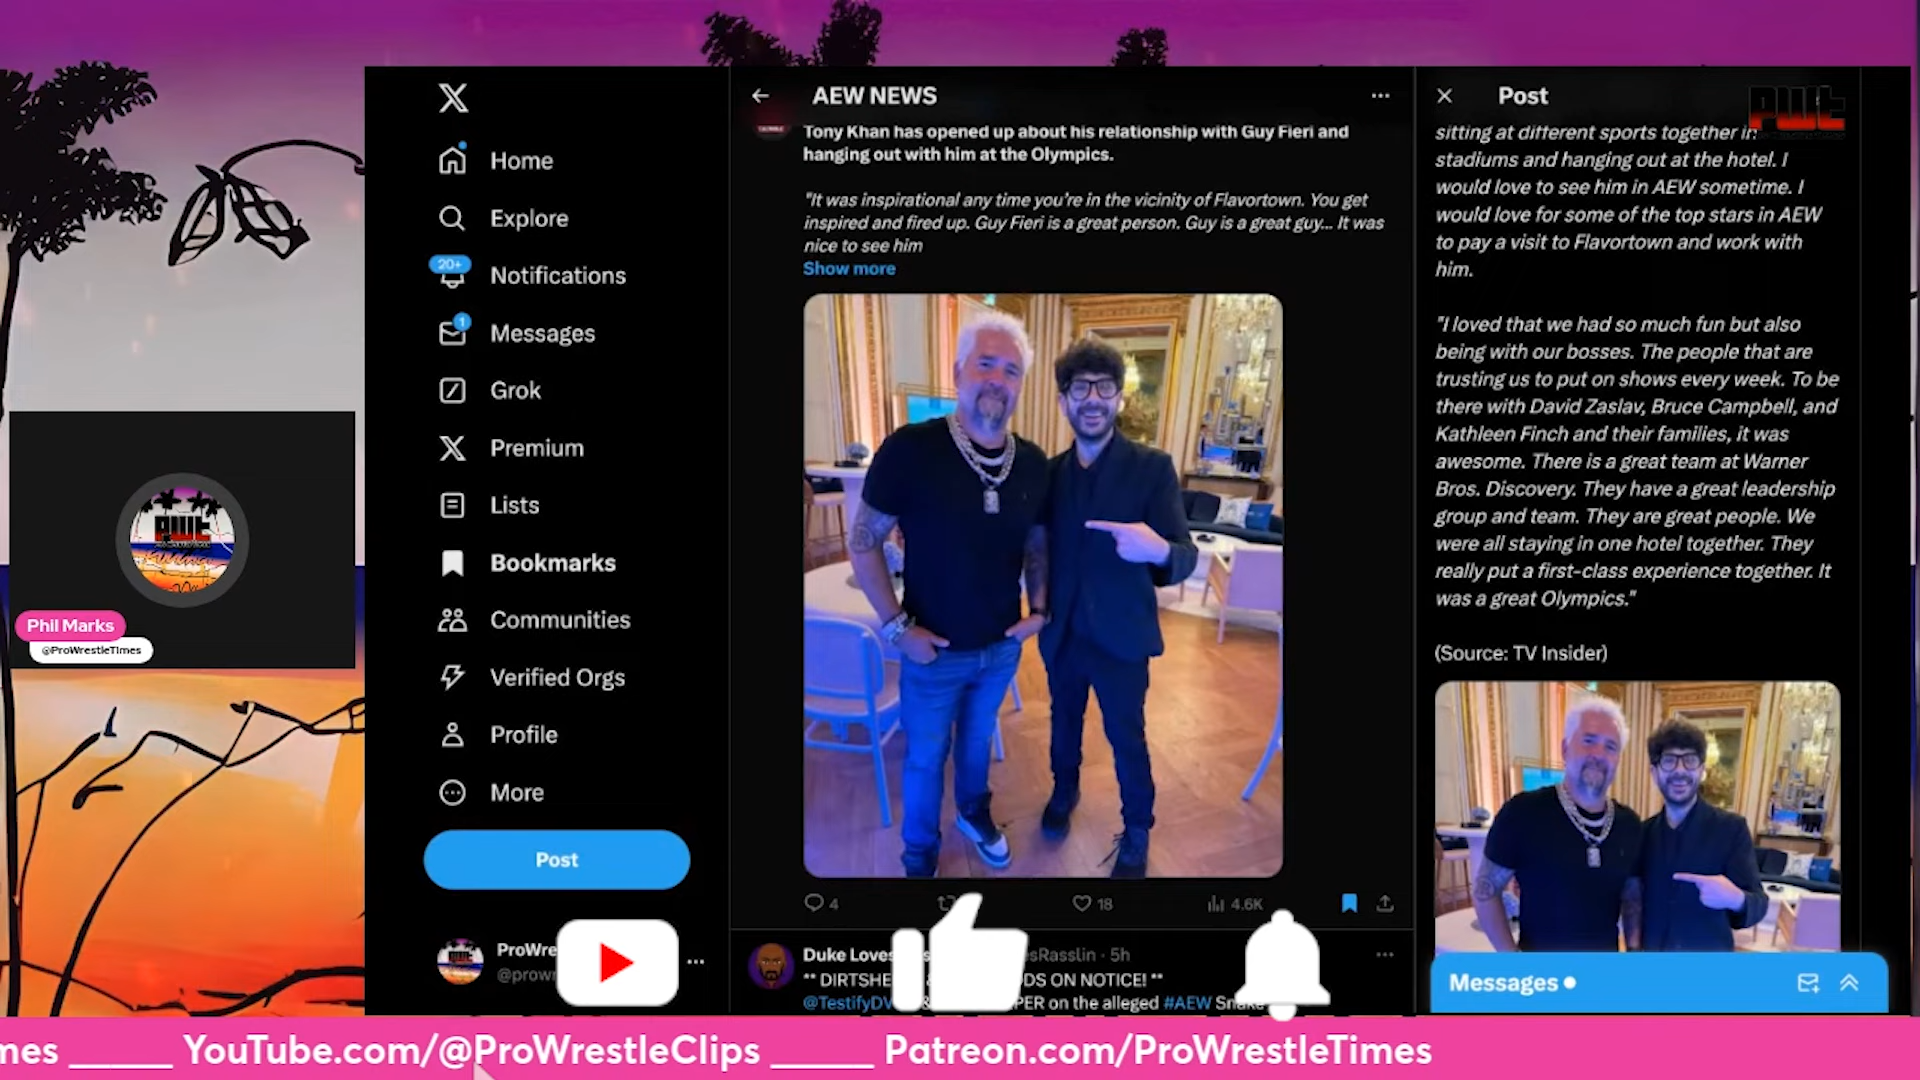 Home
Explore
20+
Notifications
1
Messages
Grok
Premium
Lists
Bookmarks
Communities
Verified Orgs
Profile
More
Post
ProWre
@prow
AEW NEWS
Tony Khan has opened up about his relationship with Guy Fieri and
hanging out with him at the Olympics.
"It was inspirational any time you're in the vicinity of Flavortown. You get
inspired and fired up. Guy Fieri is a great person. Guy is a great guy... It was
nice to see him
Show more
4
18
4.6K
Duke Loves
sRasslin · 5h
** DIRTSHE
DS ON NOTICE! **
@TestifyDV
PER on the alleged #AEW Snake
Post
PWT
sitting at different sports together in
stadiums and hanging out at the hotel. I
would love to see him in AEW sometime. I
would love for some of the top stars in AEW
to pay a visit to Flavortown and work with
him.
"I loved that we had so much fun but also
being with our bosses. The people that are
trusting us to put on shows every week. To be
there with David Zaslav, Bruce Campbell, and
Kathleen Finch and their families, it was
awesome. There is a great team at Warner
Bros. Discovery. They have a great leadership
group and team. They are great people. We
were all staying in one hotel together. They
really put a first-class experience together. It
was a great Olympics."
(Source: TV Insider)
Messages
PWT
Phil Marks
@ProWrestleTimes
mes _____ YouTube.com/@ProWrestleClips _____ Patreon.com/ProWrestleTimes